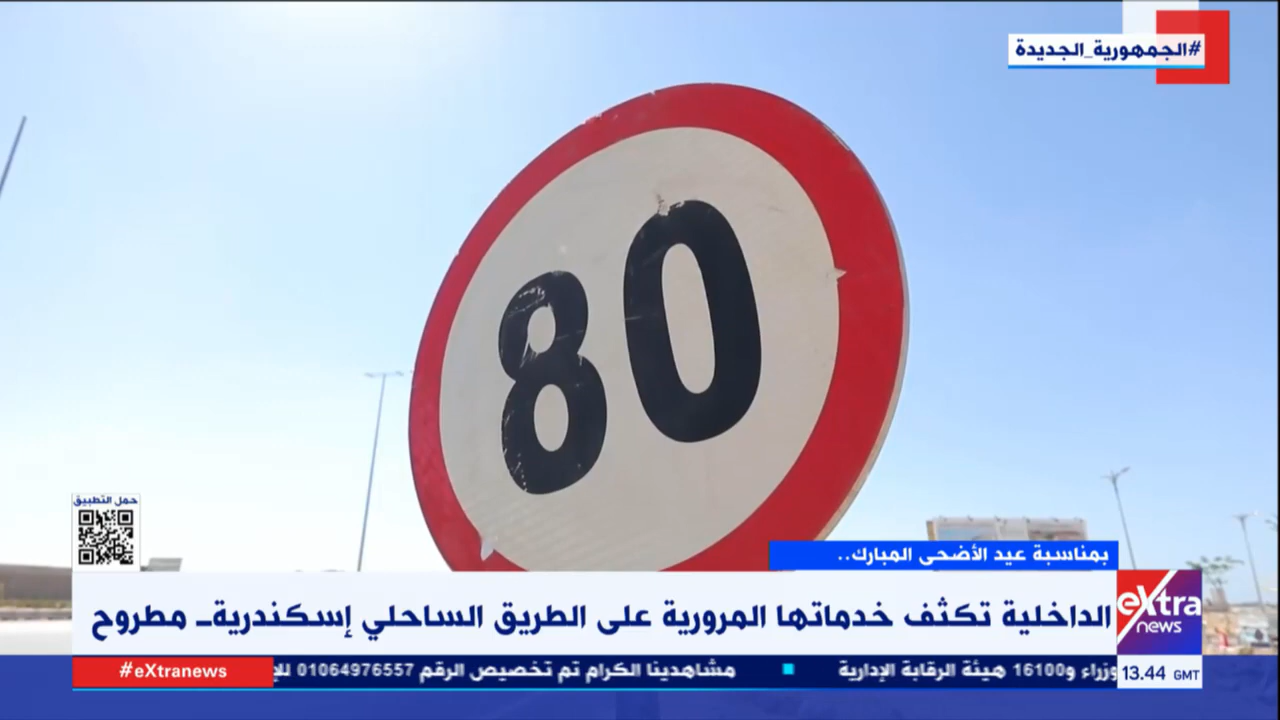 #الجمهورية_الجديدة
80
حمل التطبيق
بمناسبة عيد الأضحى المبارك..
الداخلية تكثف خدماتها المرورية على الطريق الساحلي إسكندرية_ مطروح
eXtra
news
وزراء و16100 هيئة الرقابة الإدارية ■ مشاهدينا الكرام تم تخصيص الرقم 01064976557
#eXtranews
13.44 GMT